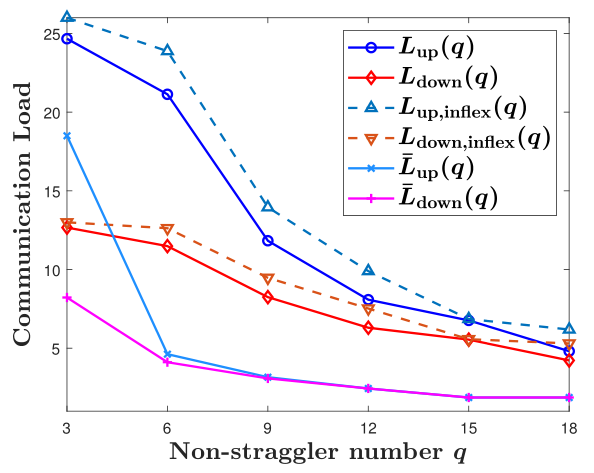 25
20
15
10
5
3
6
9
12
15
18
Communication Load
Non-straggler number q
L_up(q)
L_down(q)
L_up,inflex(q)
L_down,inflex(q)
L̄_up(q)
L̄_down(q)